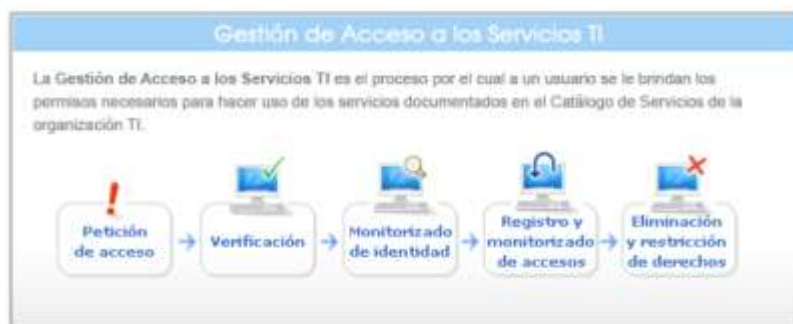 Gestión de Acceso a los Servicios TI
La Gestión de Acceso a los Servicios TI es el proceso por el cual a un usuario se le brindan los
permisos necesarios para hacer uso de los servicios documentados en el Catálogo de Servicios de la
organización TI.
Petición
de acceso
Verificación
Monitorizado
de identidad
Registro y
monitorizado
de accesos
Eliminación
y restricción
de derechos